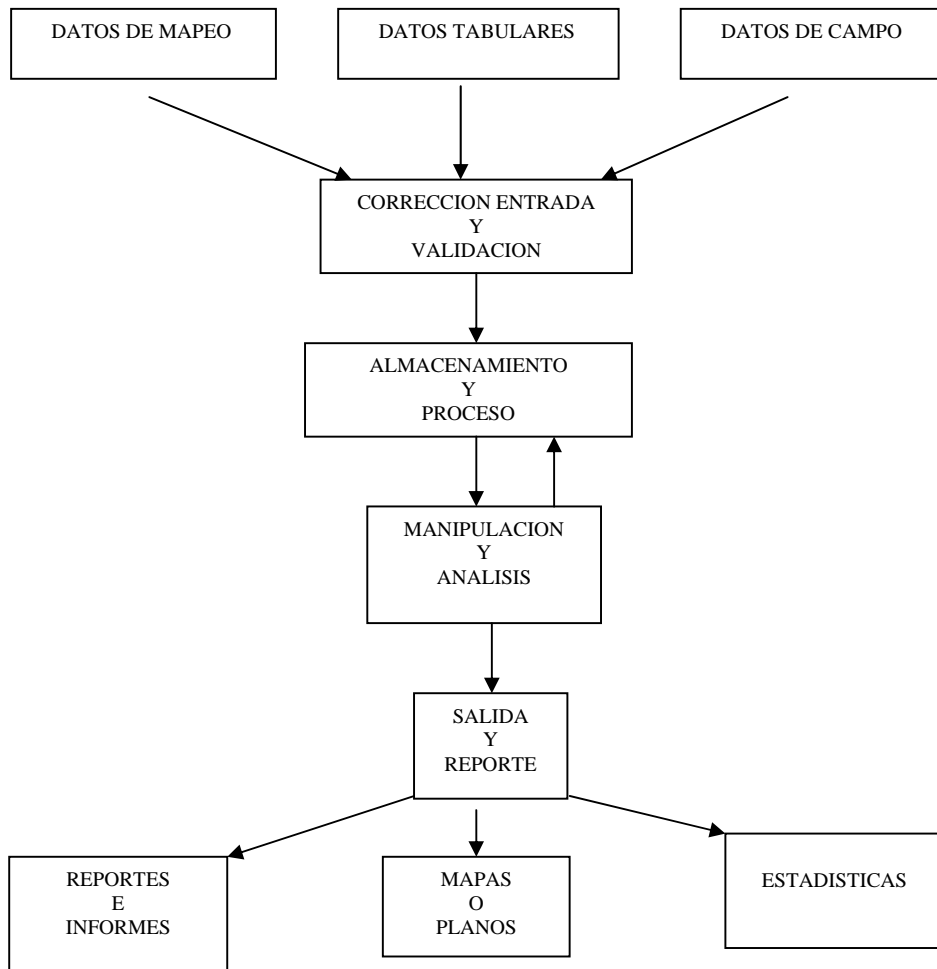 DATOS DE MAPEO
DATOS TABULARES
DATOS DE CAMPO
CORRECCION ENTRADA
Y
VALIDACION
ALMACENAMIENTO
Y
PROCESO
MANIPULACION
Y
ANALISIS
SALIDA
Y
REPORTE
REPORTES
E
INFORMES
MAPAS
O
PLANOS
ESTADISTICAS